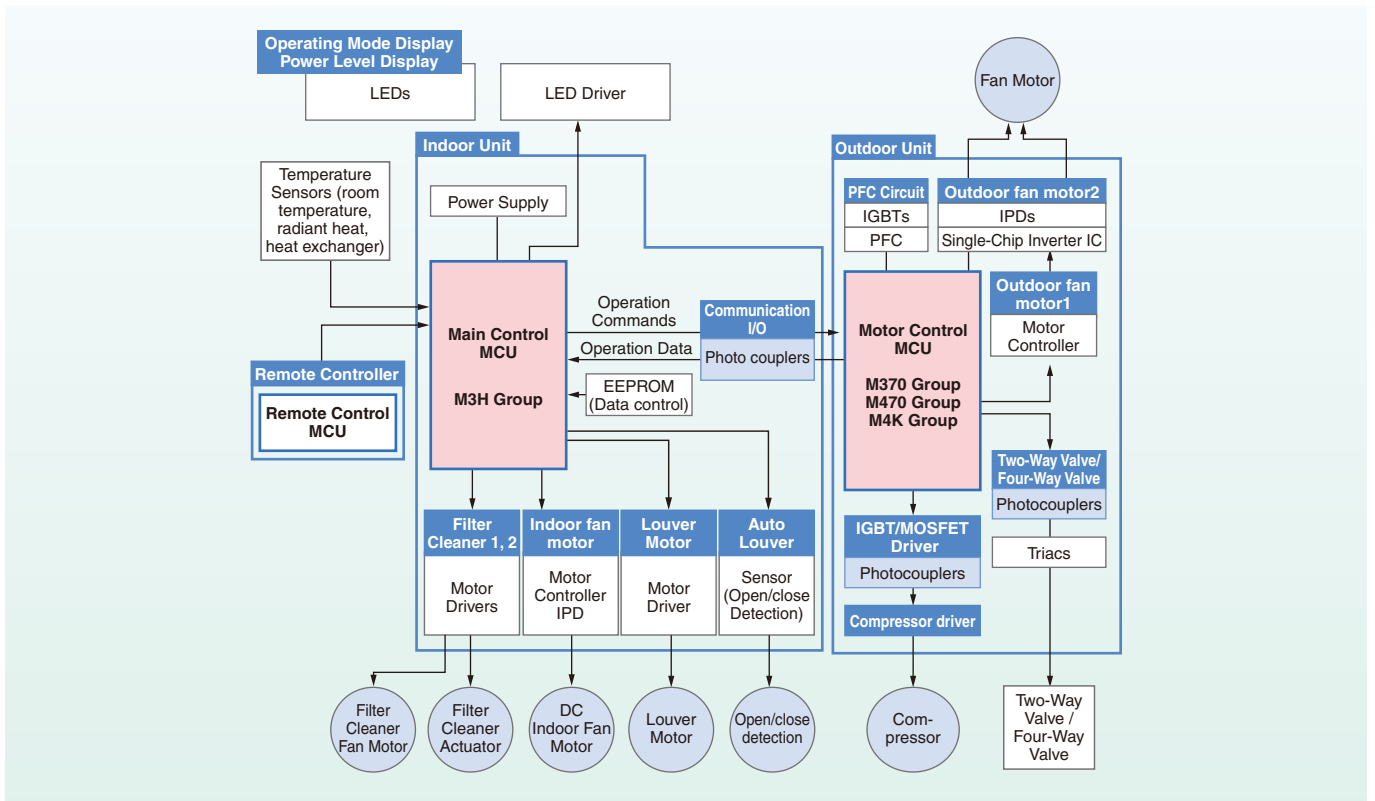 Operating Mode Display
Power Level Display
LEDs
LED Driver
Fan Motor
Indoor Unit
Outdoor Unit
Temperature
Sensors (room
temperature,
radiant heat,
heat exchanger)
Power Supply
PFC Circuit
IGBTs
PFC
Outdoor fan motor2
IPDs
Single-Chip Inverter IC
Outdoor fan
motor1
Motor
Controller
Main Control
MCU
M3H Group
Operation
Commands
Operation Data
Communication
I/O
Photo couplers
EEPROM
(Data control)
Motor Control
MCU
M370 Group
M470 Group
M4K Group
Remote Controller
Remote Control
MCU
Two-Way Valve/
Four-Way Valve
Photocouplers
Triacs
Filter
Cleaner 1, 2
Motor
Drivers
Indoor fan
motor
Motor
Controller
IPD
Louver
Motor
Motor
Driver
Auto
Louver
Sensor
(Open/close
Detection)
IGBT/MOSFET
Driver
Photocouplers
Compressor driver
Filter
Cleaner
Fan Motor
Filter
Cleaner
Actuator
DC
Indoor Fan
Motor
Louver
Motor
Open/close
detection
Com-
pressor
Two-Way
Valve /
Four-Way
Valve